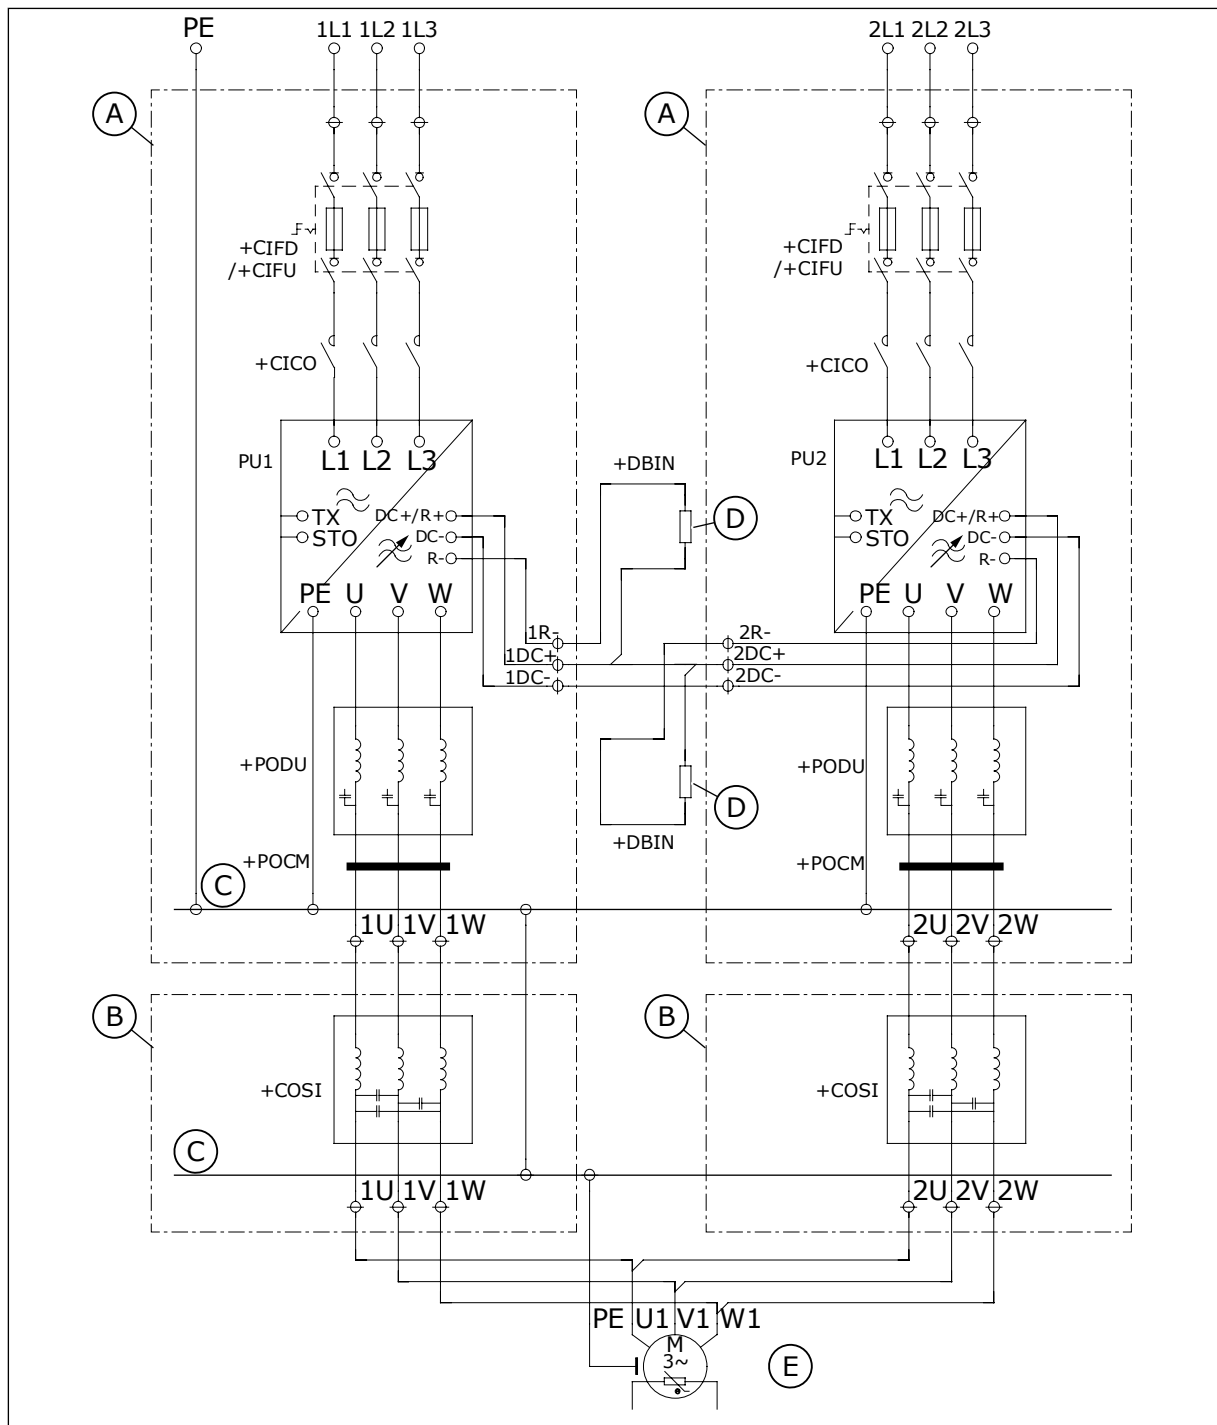 PE 1L1 1L2 1L3 2L1 2L2 2L3
A A
+CIFD +CIFD
/+CIFU /+CIFU
+CICO +CICO
PU1 L1 L2 L3 +DBIN PU2 L1 L2 L3
TX DC+/R+ D TX DC+/R+
STO DC- STO DC-
R- R-
PE U V W PE U V W
1R- 2R-
1DC+ 2DC+
1DC- 2DC-
+PODU +PODU
D
+DBIN
+POCM +POCM
C
1U 1V 1W 2U 2V 2W
B B
+COSI +COSI
C
1U 1V 1W 2U 2V 2W
PE U1 V1 W1
M
3~ E